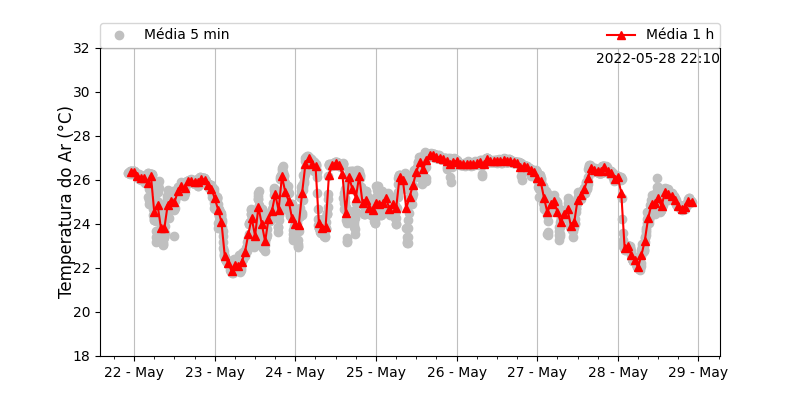 Média 5 min
Média 1 h
2022-05-28 22:10
Temperatura do Ar (°C)
32
30
28
26
24
22
20
18
22 - May
23 - May
24 - May
25 - May
26 - May
27 - May
28 - May
29 - May